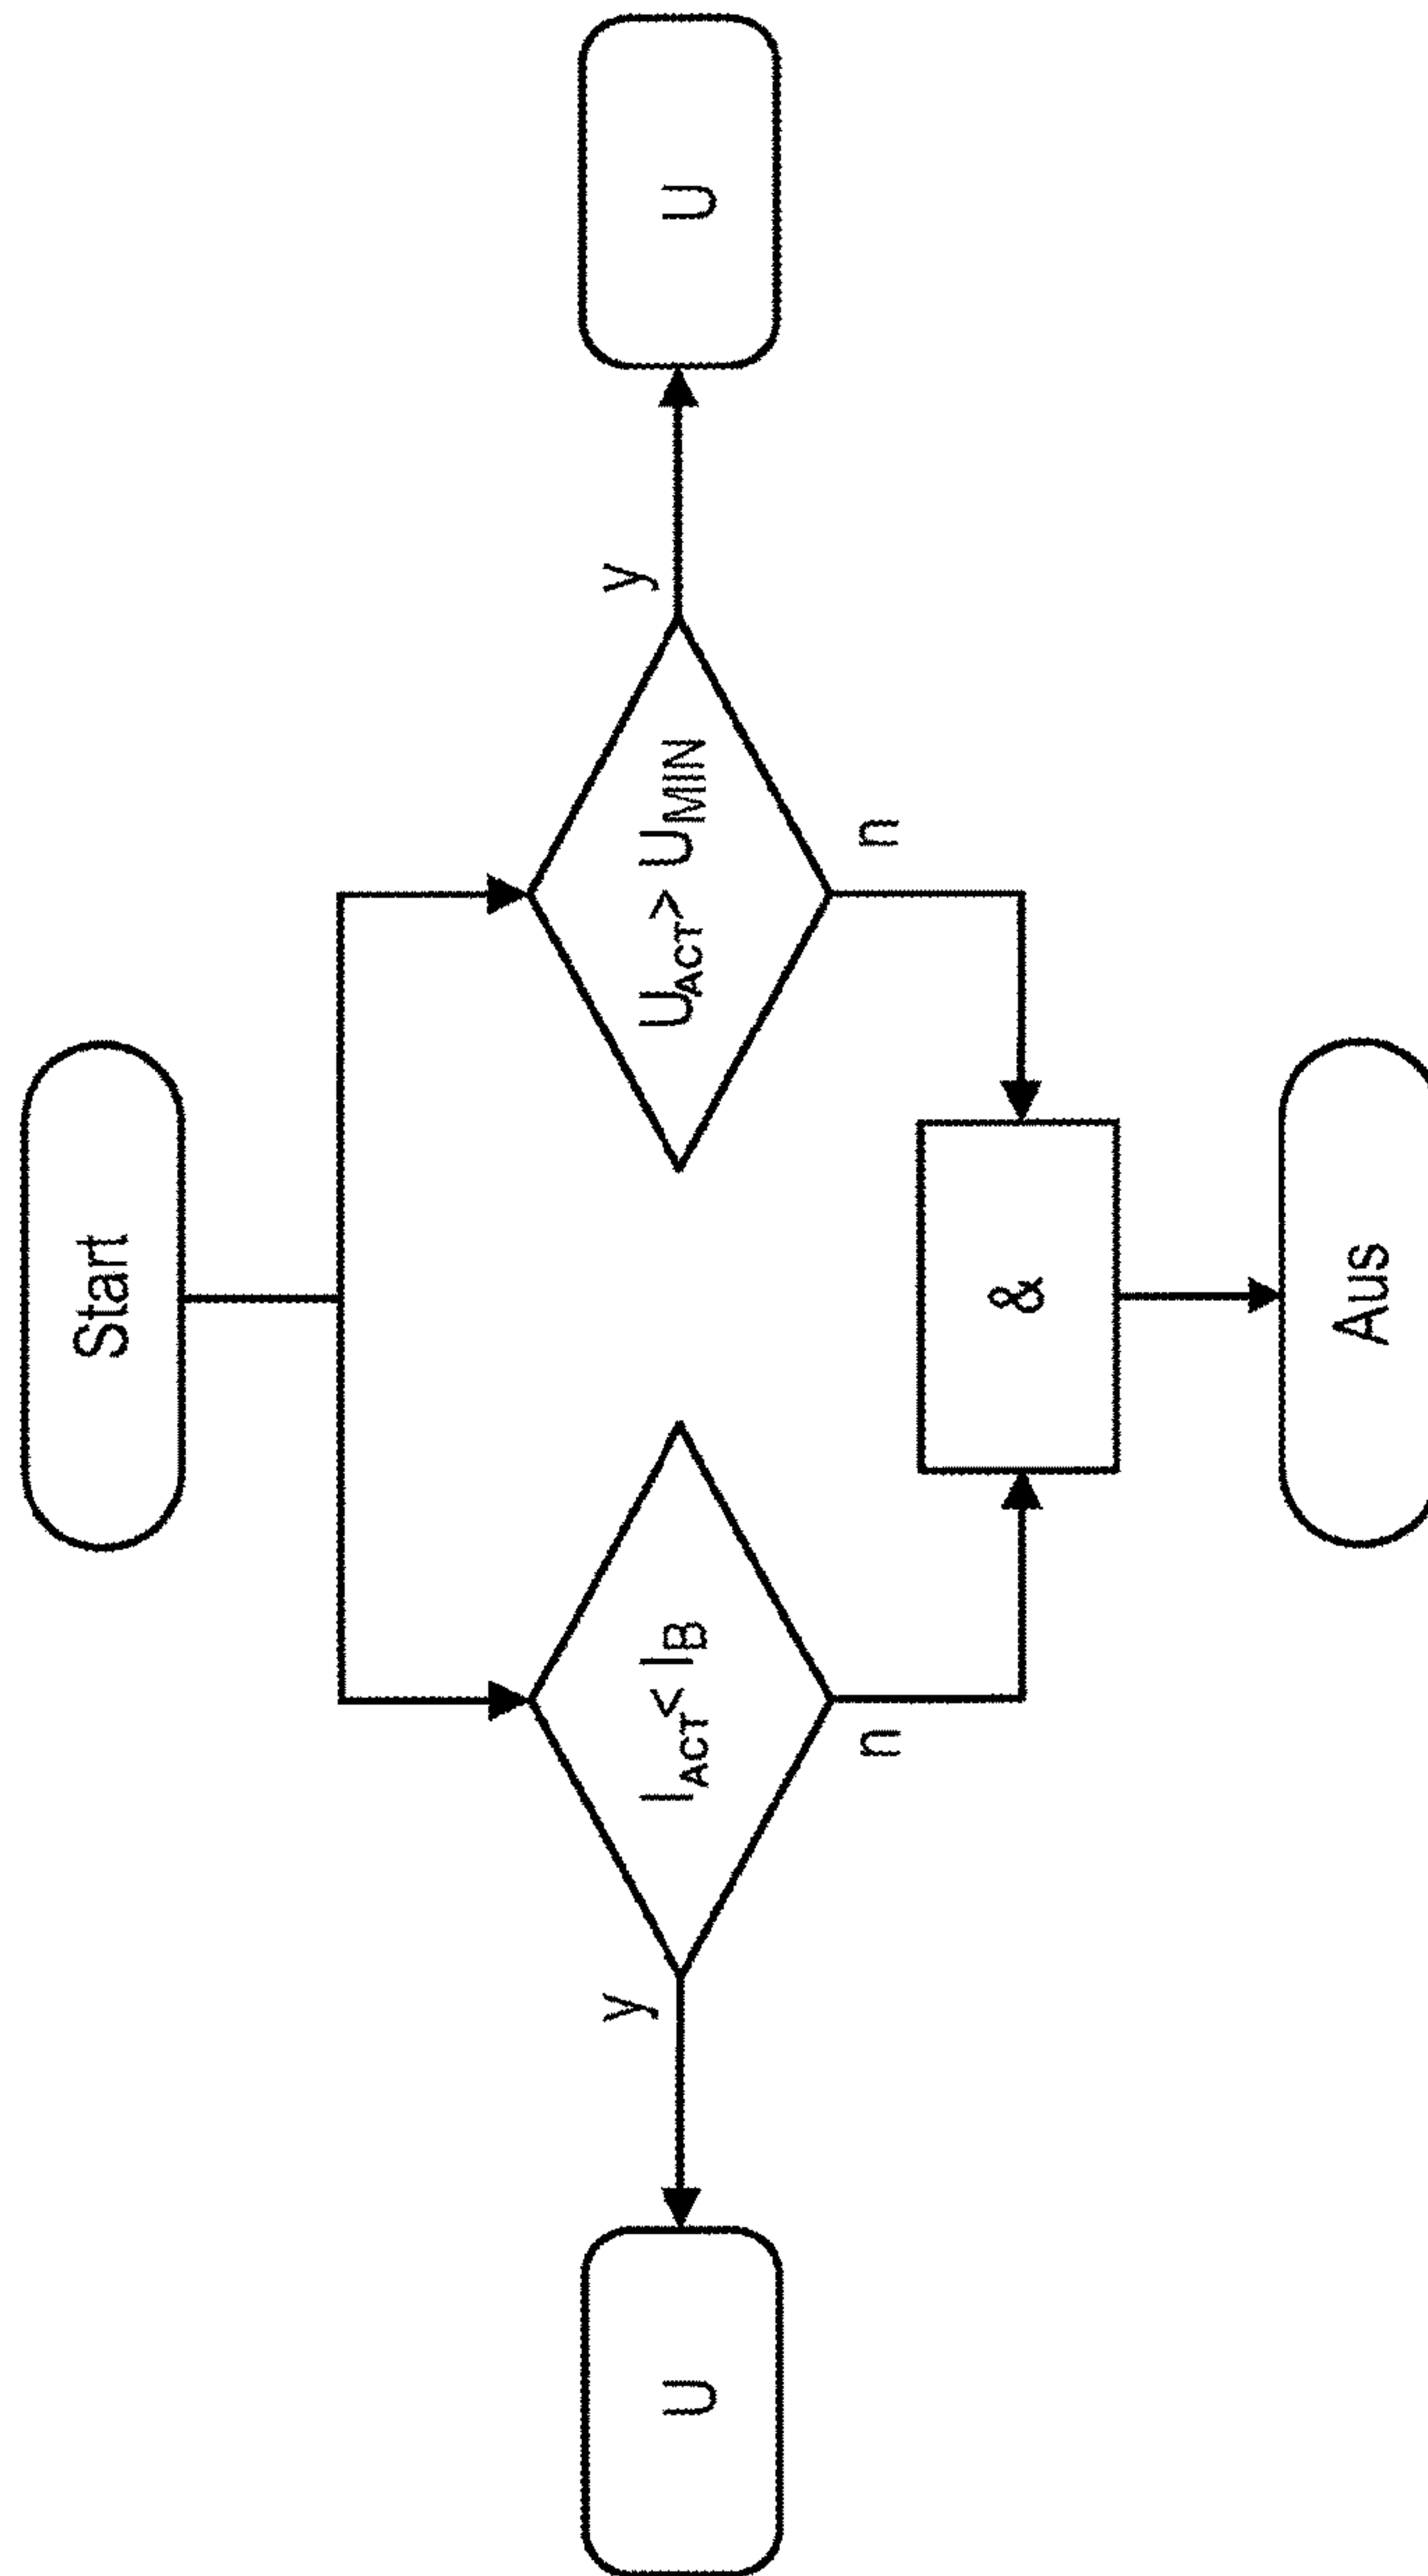 Start
I_ACT < I_B
U_ACT > U_MIN
y
y
U
U
n
n
&
Aus